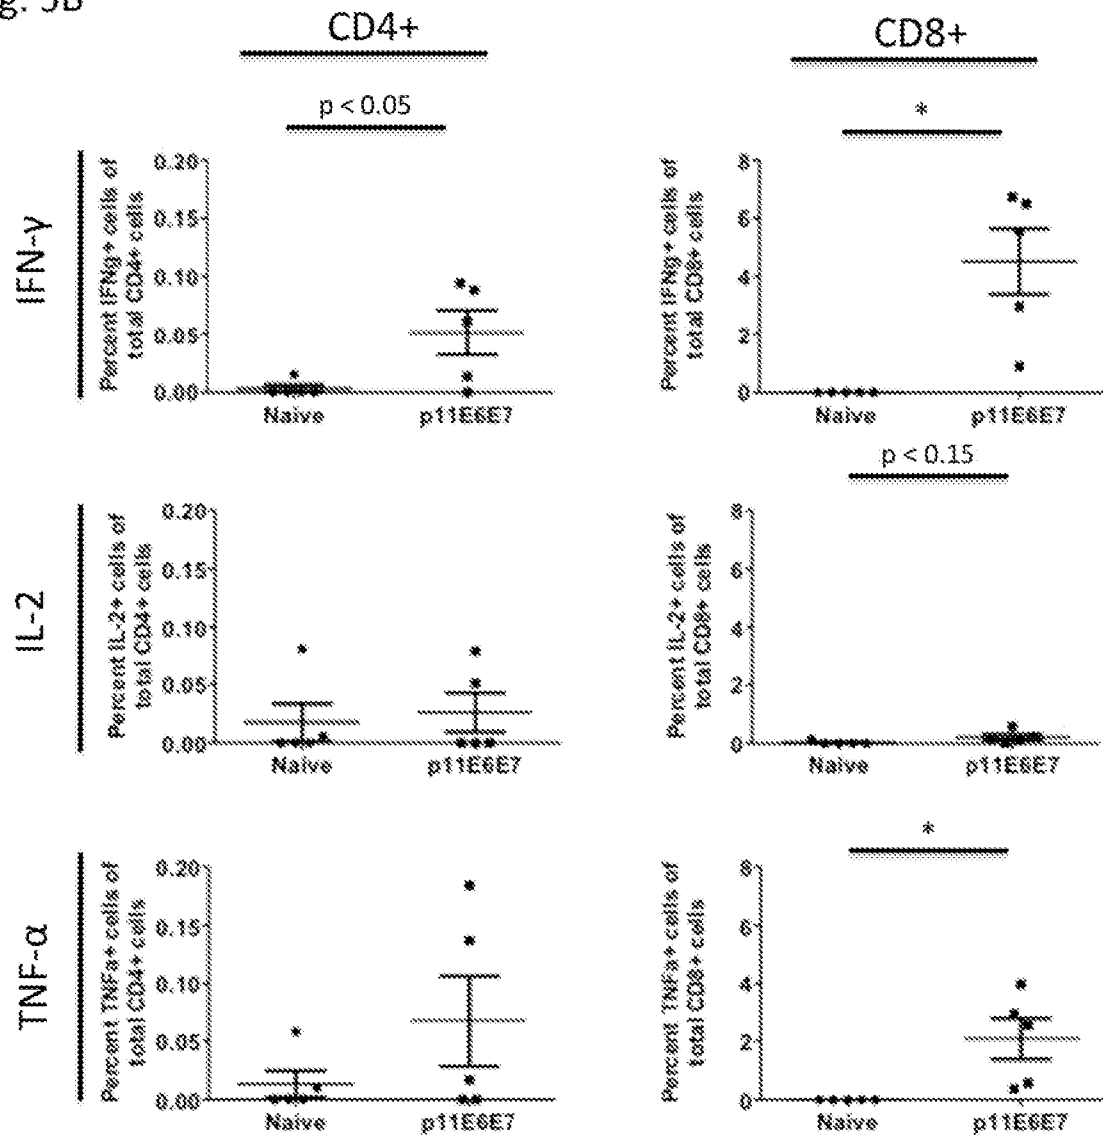 g. 5B
CD4+
CD8+
p < 0.05
*
IFN-γ
Percent IFNg+ cells of
total CD4+ cells
0.20
0.15
0.10
0.05
0.00
Naive
p11E6E7
Percent IFNg+ cells of
total CD8+ cells
8
6
4
2
0
Naive
p11E6E7
p < 0.15
IL-2
Percent IL-2+ cells of
total CD4+ cells
0.20
0.15
0.10
0.05
0.00
Naive
p11E6E7
Percent IL-2+ cells of
total CD8+ cells
8
6
4
2
0
Naive
p11E6E7
*
TNF-α
Percent TNFa+ cells of
total CD4+ cells
0.20
0.15
0.10
0.05
0.00
Naive
p11E6E7
Percent TNFa+ cells of
total CD8+ cells
8
6
4
2
0
Naive
p11E6E7